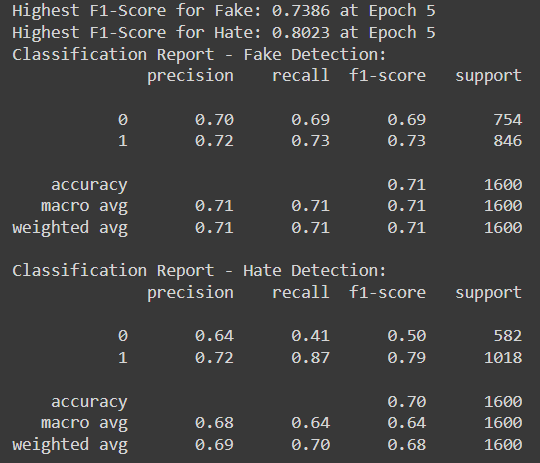 Highest F1-Score for Fake: 0.7386 at Epoch 5
Highest F1-Score for Hate: 0.8023 at Epoch 5
Classification Report - Fake Detection:
precision recall f1-score support
0 0.70 0.69 0.69 754
1 0.72 0.73 0.73 846
accuracy 0.71 1600
macro avg 0.71 0.71 0.71 1600
weighted avg 0.71 0.71 0.71 1600
Classification Report - Hate Detection:
precision recall f1-score support
0 0.64 0.41 0.50 582
1 0.72 0.87 0.79 1018
accuracy 0.70 1600
macro avg 0.68 0.64 0.64 1600
weighted avg 0.69 0.70 0.68 1600